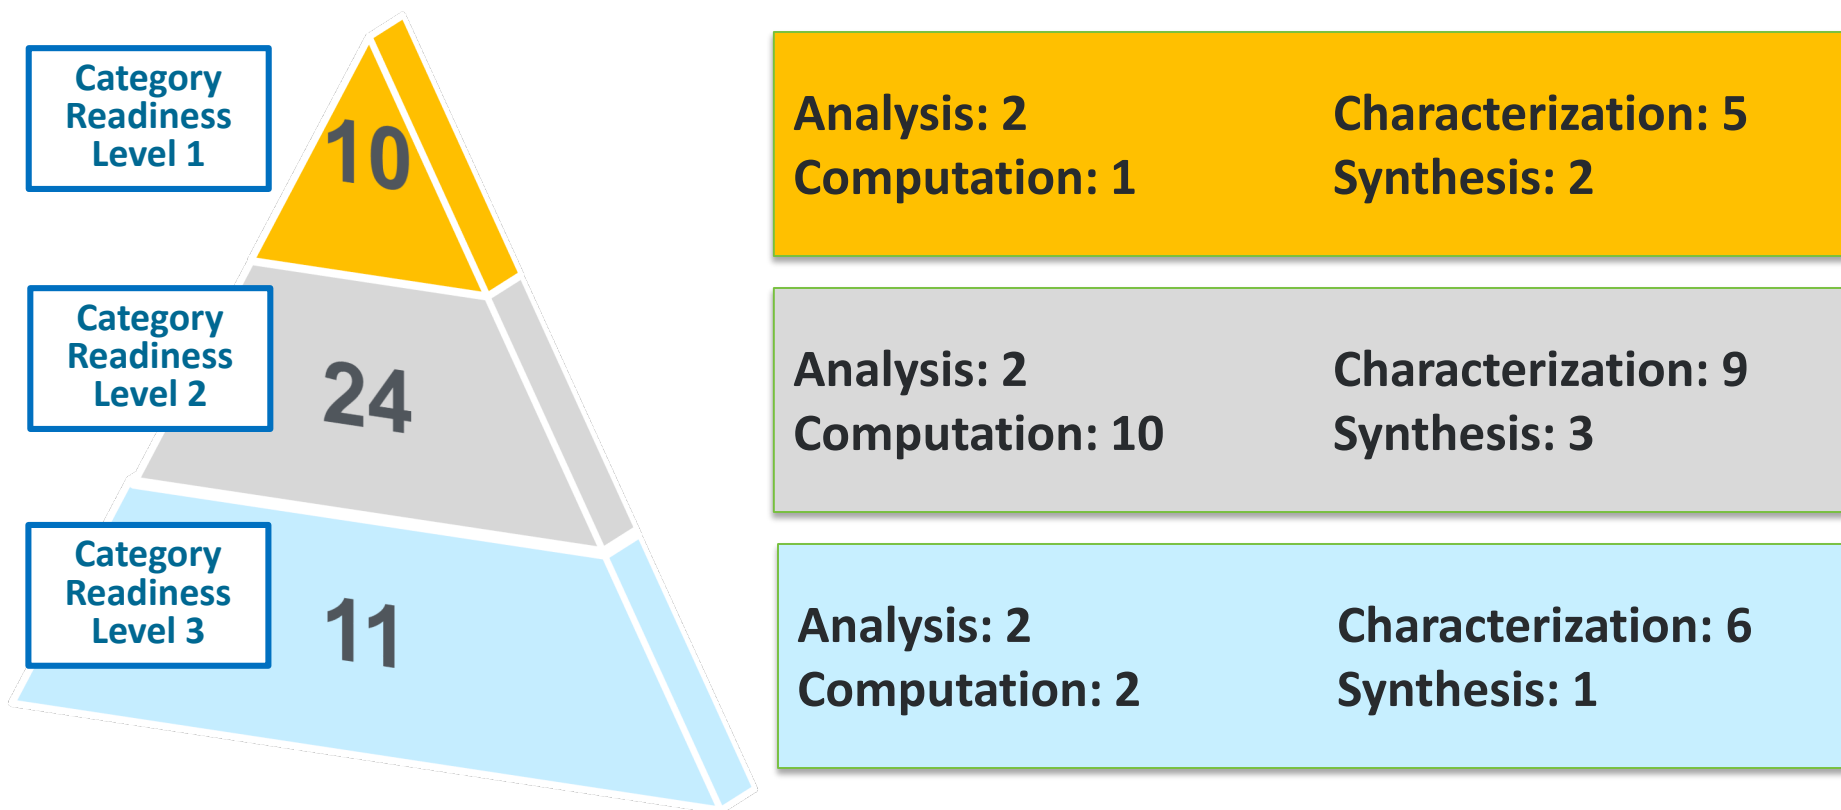 Category
Readiness
Level 1
10
Analysis: 2 Characterization: 5
Computation: 1 Synthesis: 2
Category
Readiness
Level 2
24
Analysis: 2 Characterization: 9
Computation: 10 Synthesis: 3
Category
Readiness
Level 3
11
Analysis: 2 Characterization: 6
Computation: 2 Synthesis: 1